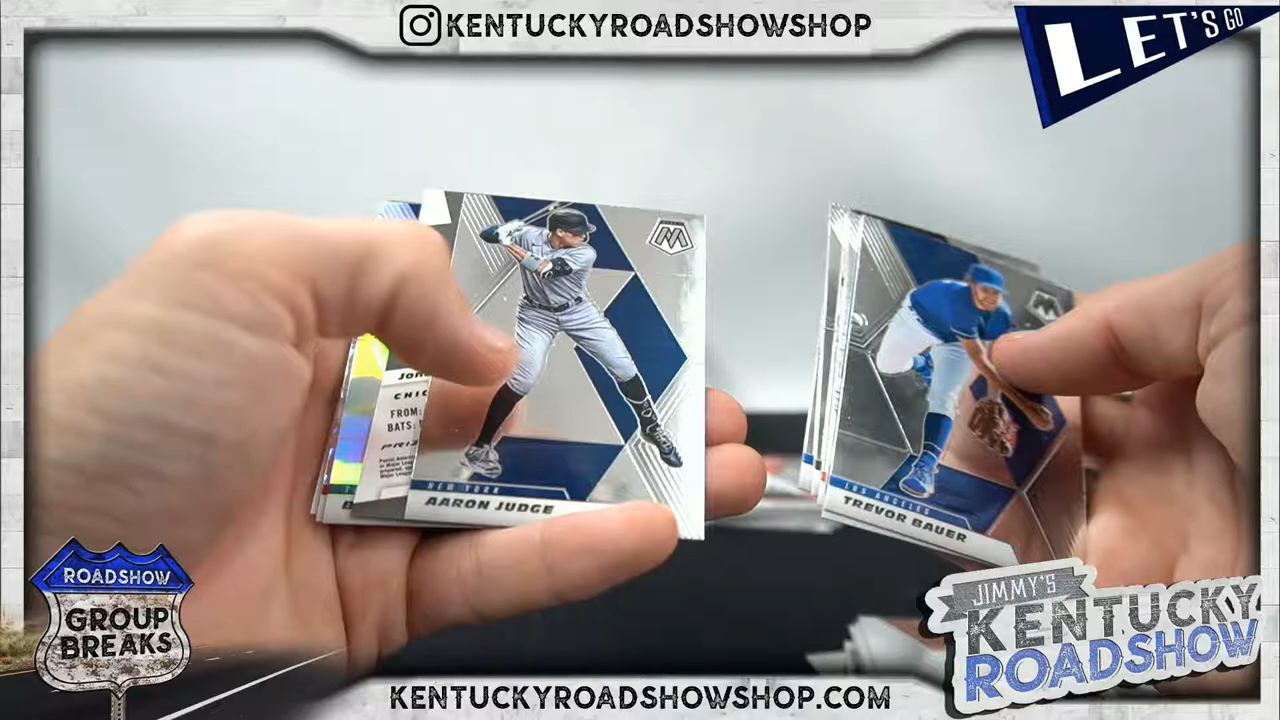 KENTUCKYROADSHOWSHOP
LET'S GO
M
CHIC
FROM:
BATS:
NEW YORK
AARON JUDGE
LOS ANGELES
TREVOR BAUER
ROADSHOW
GROUP
BREAKS
JIMMY'S
KENTUCKY
ROADSHOW
KENTUCKYROADSHOWSHOP.COM